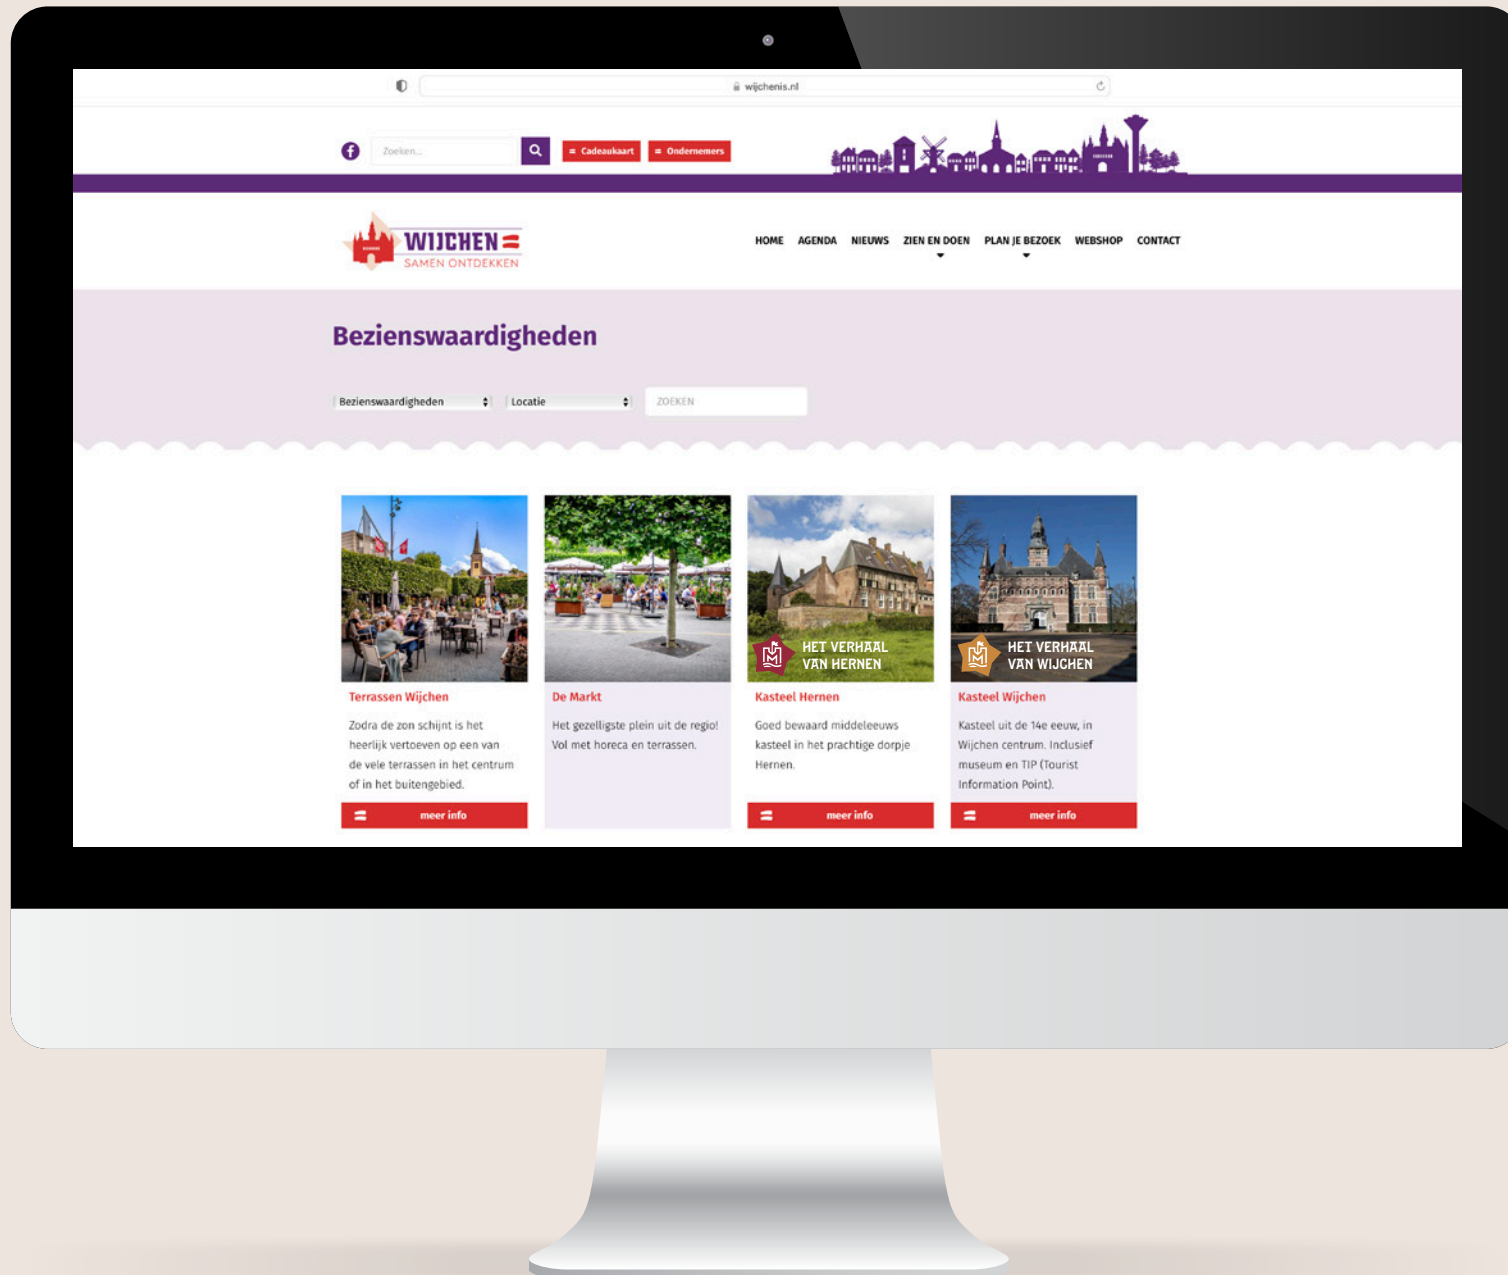 wijchenis.nl
Zoeken...
= Cadeaukaart
= Ondernemers
WIJCHEN =
SAMEN ONTDEKKEN
HOME AGENDA NIEUWS ZIEN EN DOEN PLAN JE BEZOEK WEBSHOP CONTACT
Bezienswaardigheden
Bezienswaardigheden
Locatie
ZOEKEN
Terrassen Wijchen
Zodra de zon schijnt is het
heerlijk vertoeven op een van
de vele terrassen in het centrum
of in het buitengebied.
meer info
De Markt
Het gezelligste plein uit de regio!
Vol met horeca en terrassen.
HET VERHAAL
VAN HERNEN
Kasteel Hernen
Goed bewaard middeleeuws
kasteel in het prachtige dorpje
Hernen.
meer info
HET VERHAAL
VAN WIJCHEN
Kasteel Wijchen
Kasteel uit de 14e eeuw, in
Wijchen centrum. Inclusief
museum en TIP (Tourist
Information Point).
meer info